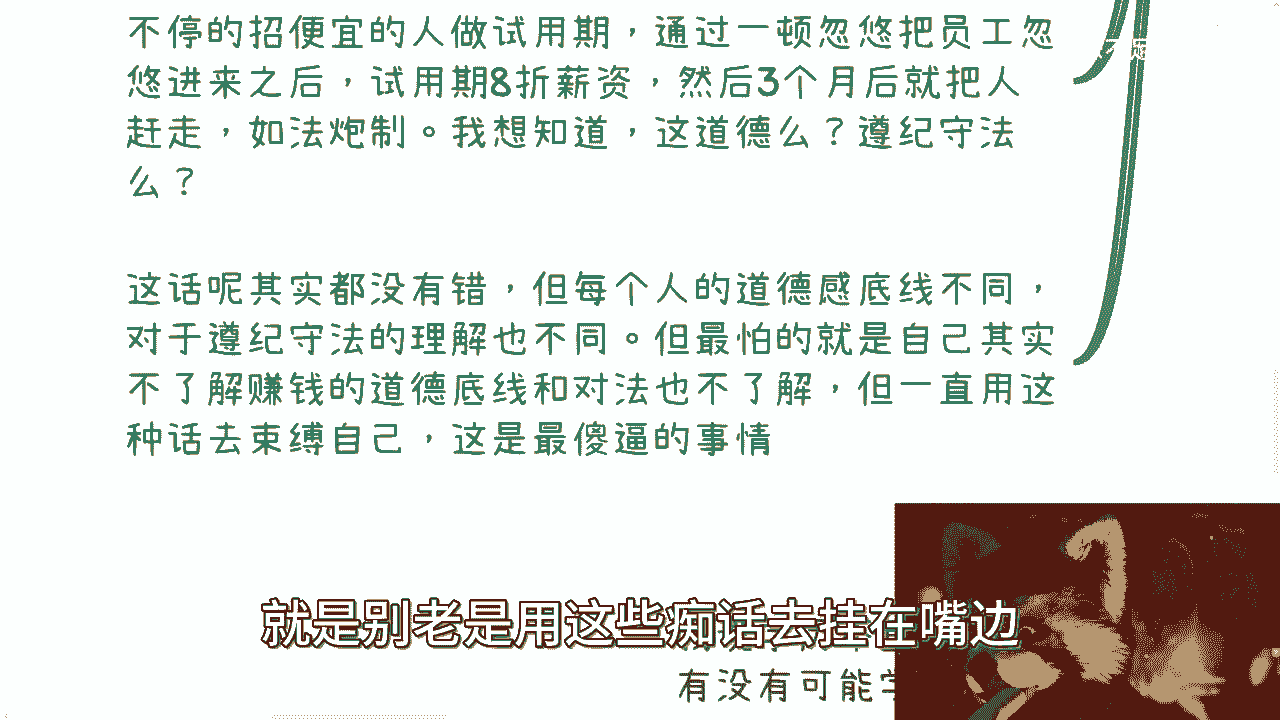 不停的招便宜的人做试用期，通过一顿忽悠把员工忽
悠进来之后，试用期8折薪资，然后3个月后就把人
赶走，如法炮制。我想知道，这道德么？遵纪守法
么？
这话呢其实都没有错，但每个人的道德感底线不同，
对于遵纪守法的理解也不同。但最怕的就是自己其实
不了解赚钱的道德底线和对法也不了解，但一直用这
种话去束缚自己，这是最傻逼的事情
就是别老是用这些痴话去挂在嘴边
有没有可能